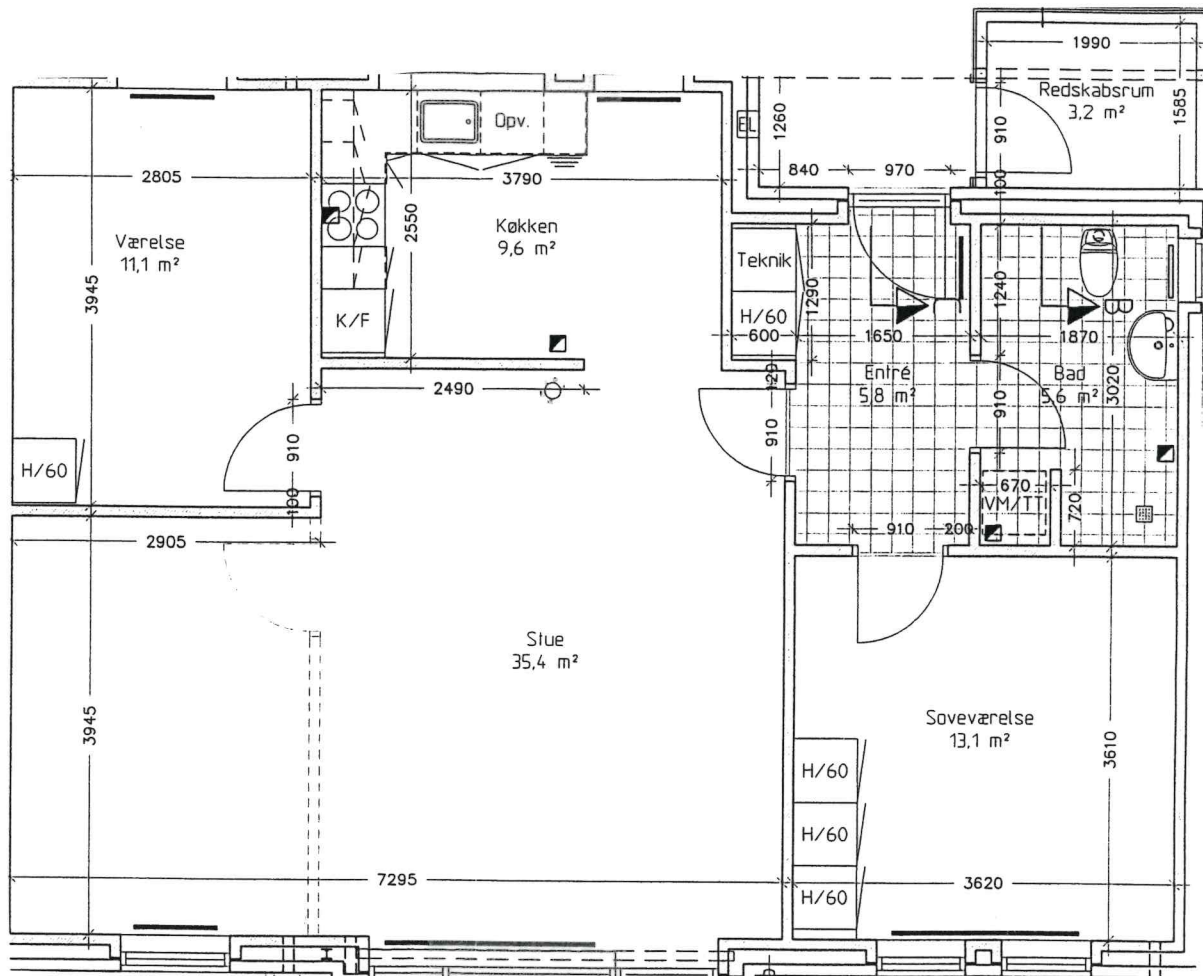 1990
Redskabsrum
3,2 m²
1585
910
100
EL
1260
840
970
Opv.
2805
3790
2550
Køkken
9,6 m²
Værelse
11,1 m²
3945
K/F
Teknik
H/60
600
1290
1650
1240
1870
Entré
5,8 m²
Bad
5,6 m²
3020
2490
120
910
910
H/60
910
100
2905
670
VM/TT
720
910
200
Stue
35,4 m²
3945
Soveværelse
13,1 m²
3610
H/60
H/60
H/60
7295
3620